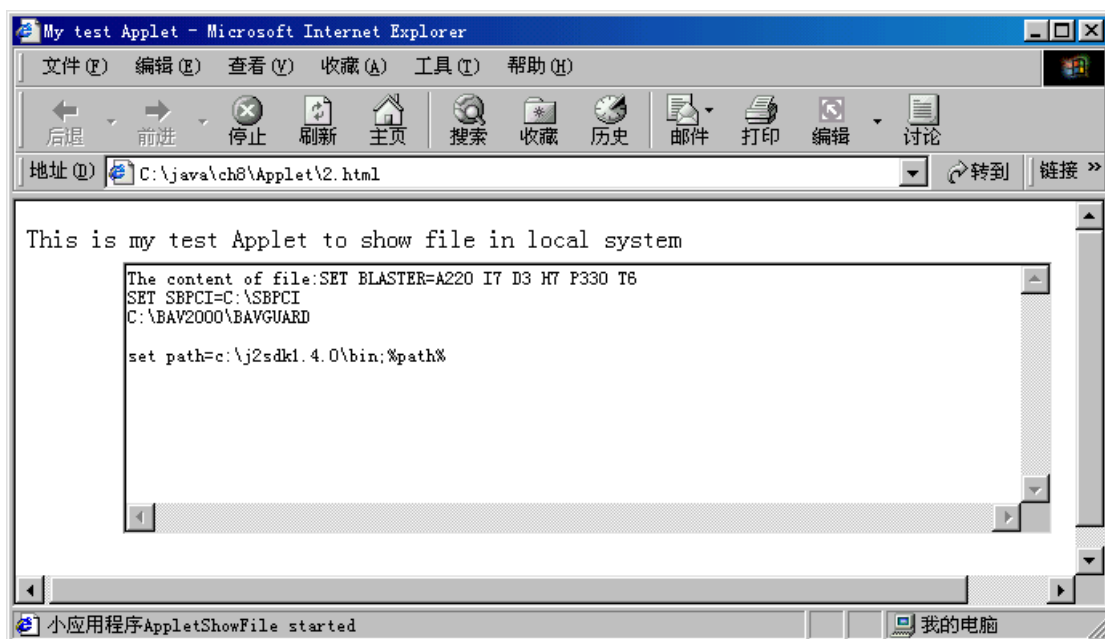 My test Applet - Microsoft Internet Explorer
文件(F) 编辑(E) 查看(V) 收藏(A) 工具(T) 帮助(H)
后退 前进 停止 刷新 主页 搜索 收藏 历史 邮件 打印 编辑 讨论
地址(D) C:\java\ch8\Applet\2.html 转到 链接 »
This is my test Applet to show file in local system
The content of file:SET BLASTER=A220 I7 D3 H7 P330 T6
SET SBPCI=C:\SBPCI
C:\BAV2000\BAVGUARD
set path=c:\j2sdk1.4.0\bin;%path%
小应用程序AppletShowFile started 我的电脑